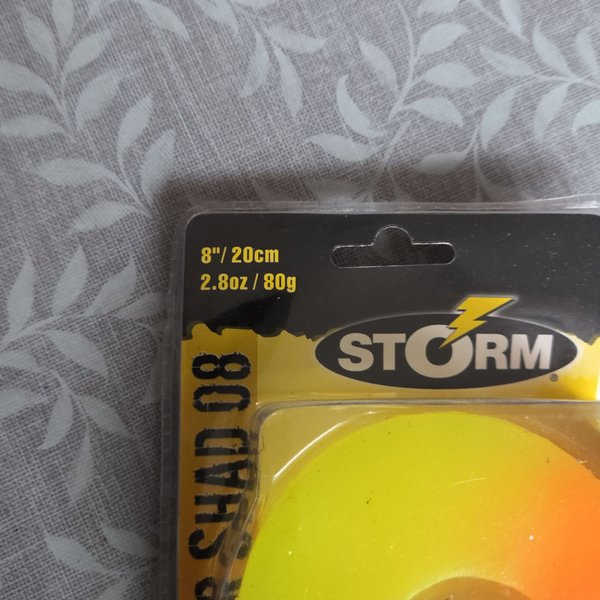 8"/ 20cm
2.8oz / 80g
STORM®
SHAD 08